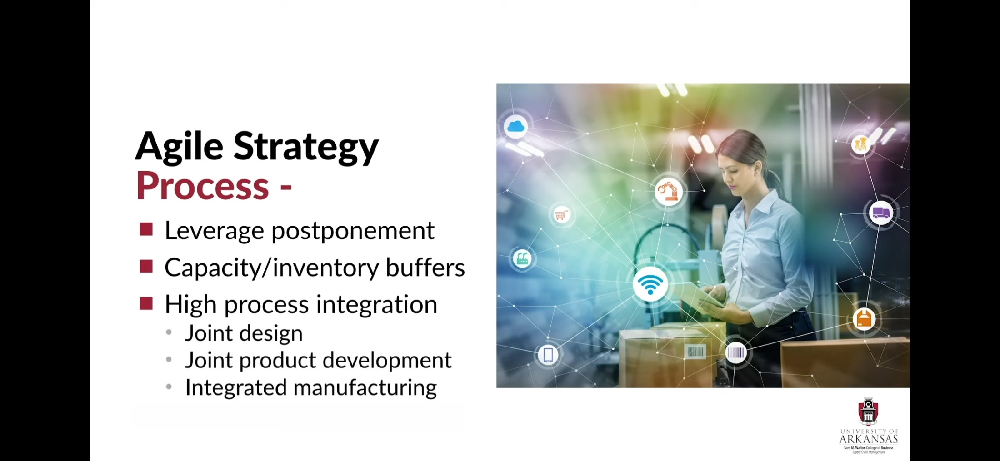 Agile Strategy
Process -
Leverage postponement
Capacity/inventory buffers
High process integration
Joint design
Joint product development
Integrated manufacturing
UNIVERSITY OF
ARKANSAS
Sam M. Walton College of Business
Supply Chain Management